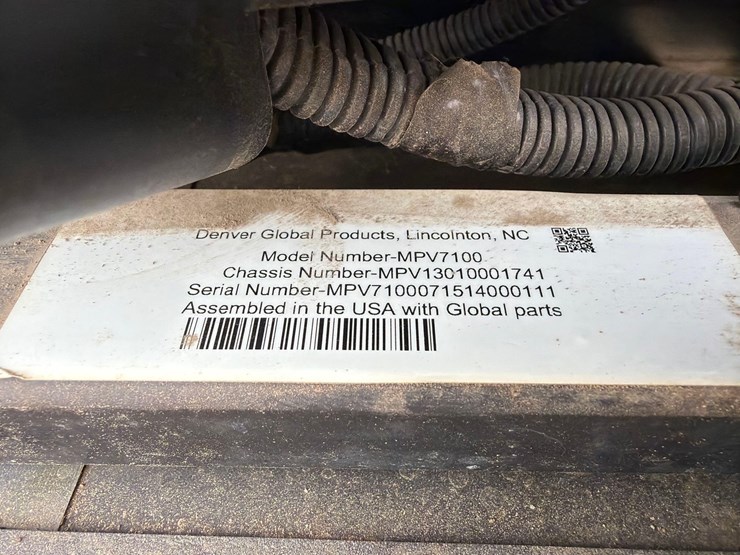 Denver Global Products, Lincolnton, NC
Model Number-MPV7100
Chassis Number-MPV13010001741
Serial Number-MPV7100071514000111
Assembled in the USA with Global parts